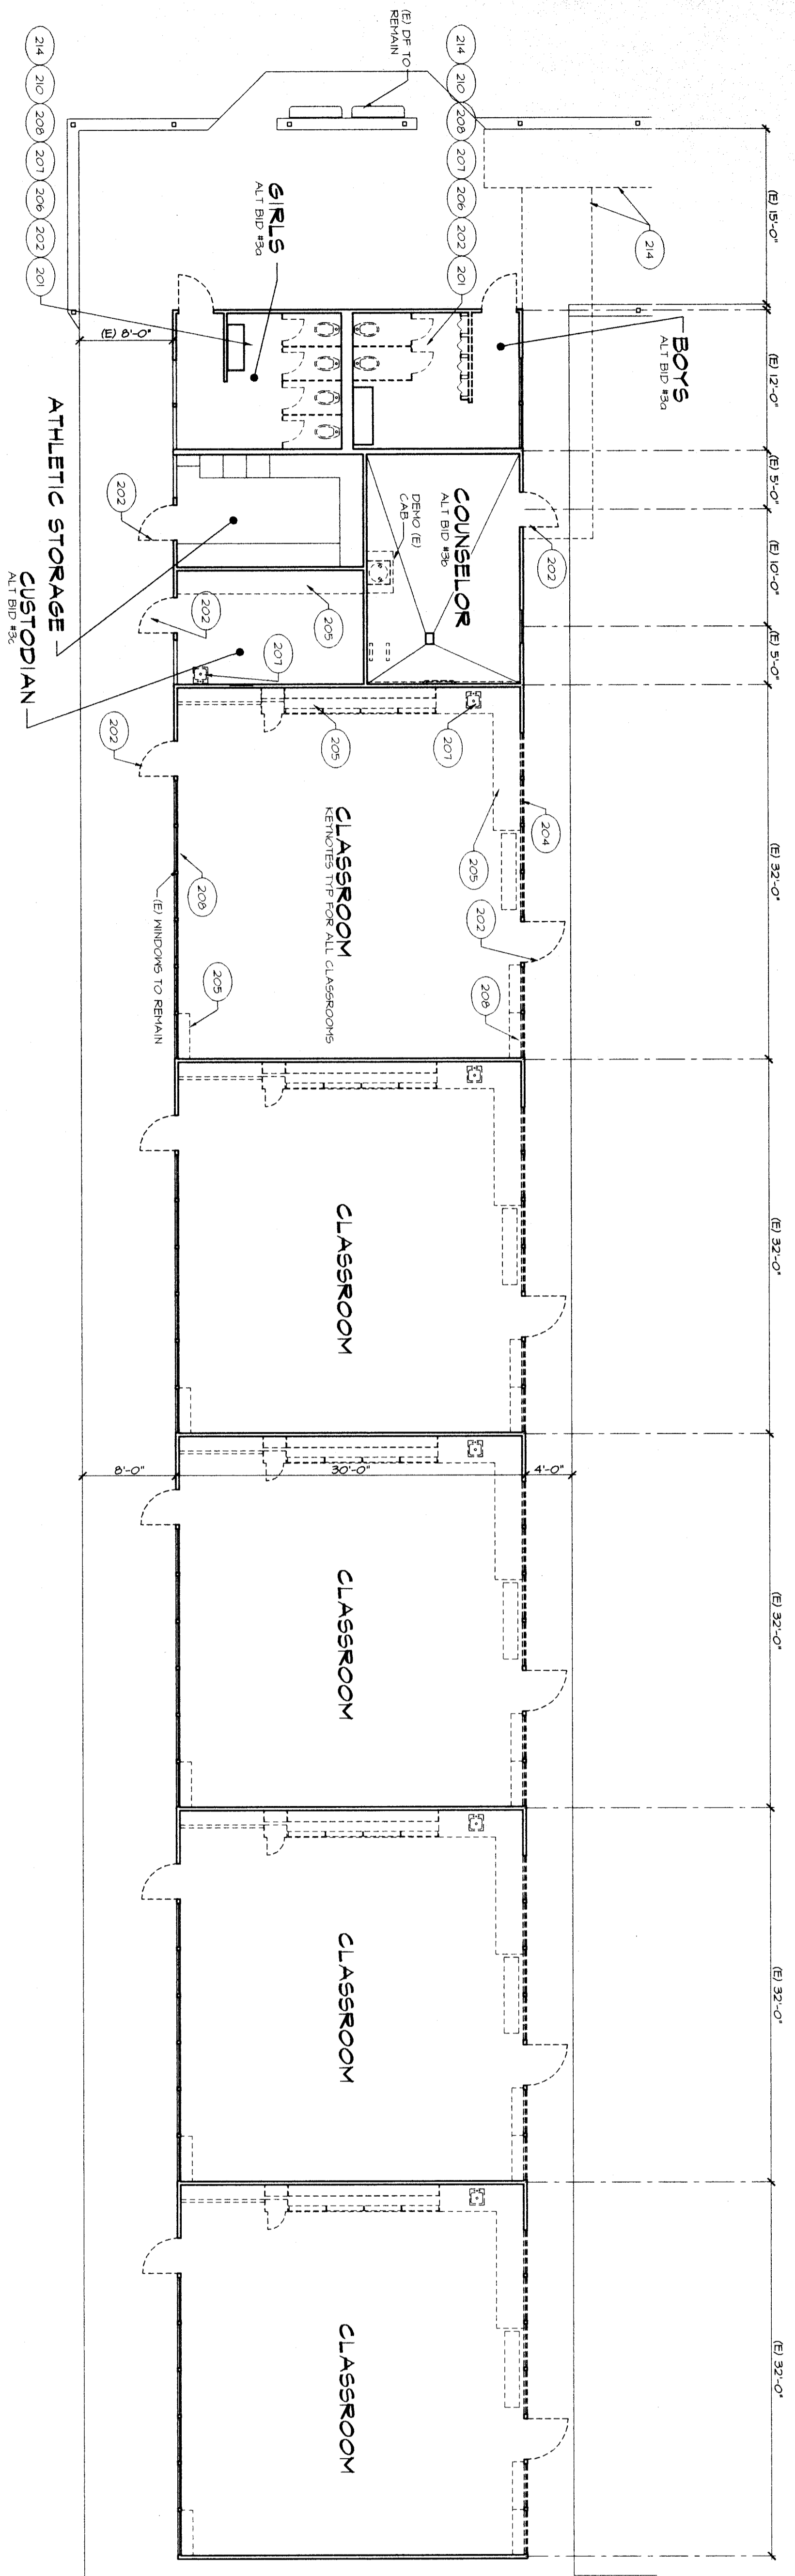 (E) 15'-0"
(E) 12'-0"
(E) 5'-0"
(E) 10'-0"
(E) 5'-0"
(E) 32'-0"
(E) 32'-0"
(E) 32'-0"
(E) 32'-0"
(E) 32'-0"
214
BOYS
ALT BID #3a
214
210
208
207
206
202
201
(E) DF TO
REMAIN
GIRLS
ALT BID #3a
214
210
208
207
206
202
201
(E) 8'-0"
202
COUNSELOR
ALT BID #3b
DEMO (E)
CAB
202
202
205
207
ATHLETIC STORAGE
CUSTODIAN
ALT BID #3c
202
205
207
205
204
202
208
CLASSROOM
KEYNOTES TYP FOR ALL CLASSROOMS
208
205
(E) WINDOWS TO REMAIN
CLASSROOM
4'-0"
30'-0"
8'-0"
CLASSROOM
CLASSROOM
CLASSROOM